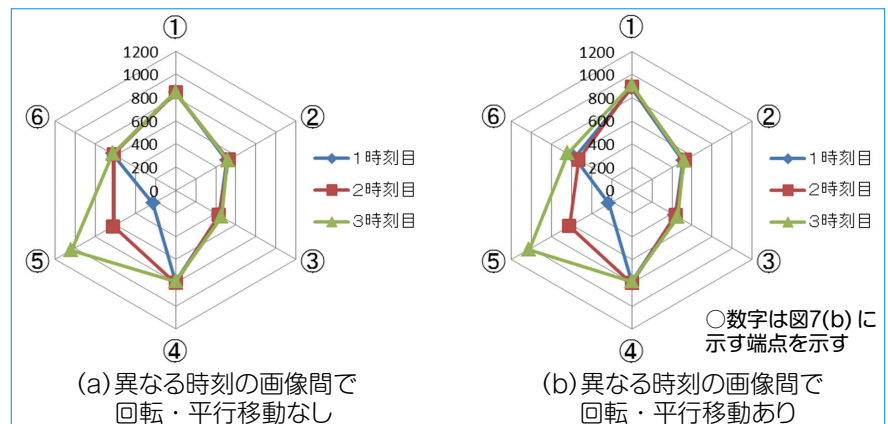 ①
1200
1000
800
600
400
200
0
②
③
④
⑤
⑥
1時刻目
2時刻目
3時刻目
(a)異なる時刻の画像間で
回転・平行移動なし
①
1200
1000
800
600
400
200
0
②
③
④
⑤
⑥
1時刻目
2時刻目
3時刻目
○数字は図7(b)に
示す端点を示す
(b)異なる時刻の画像間で
回転・平行移動あり